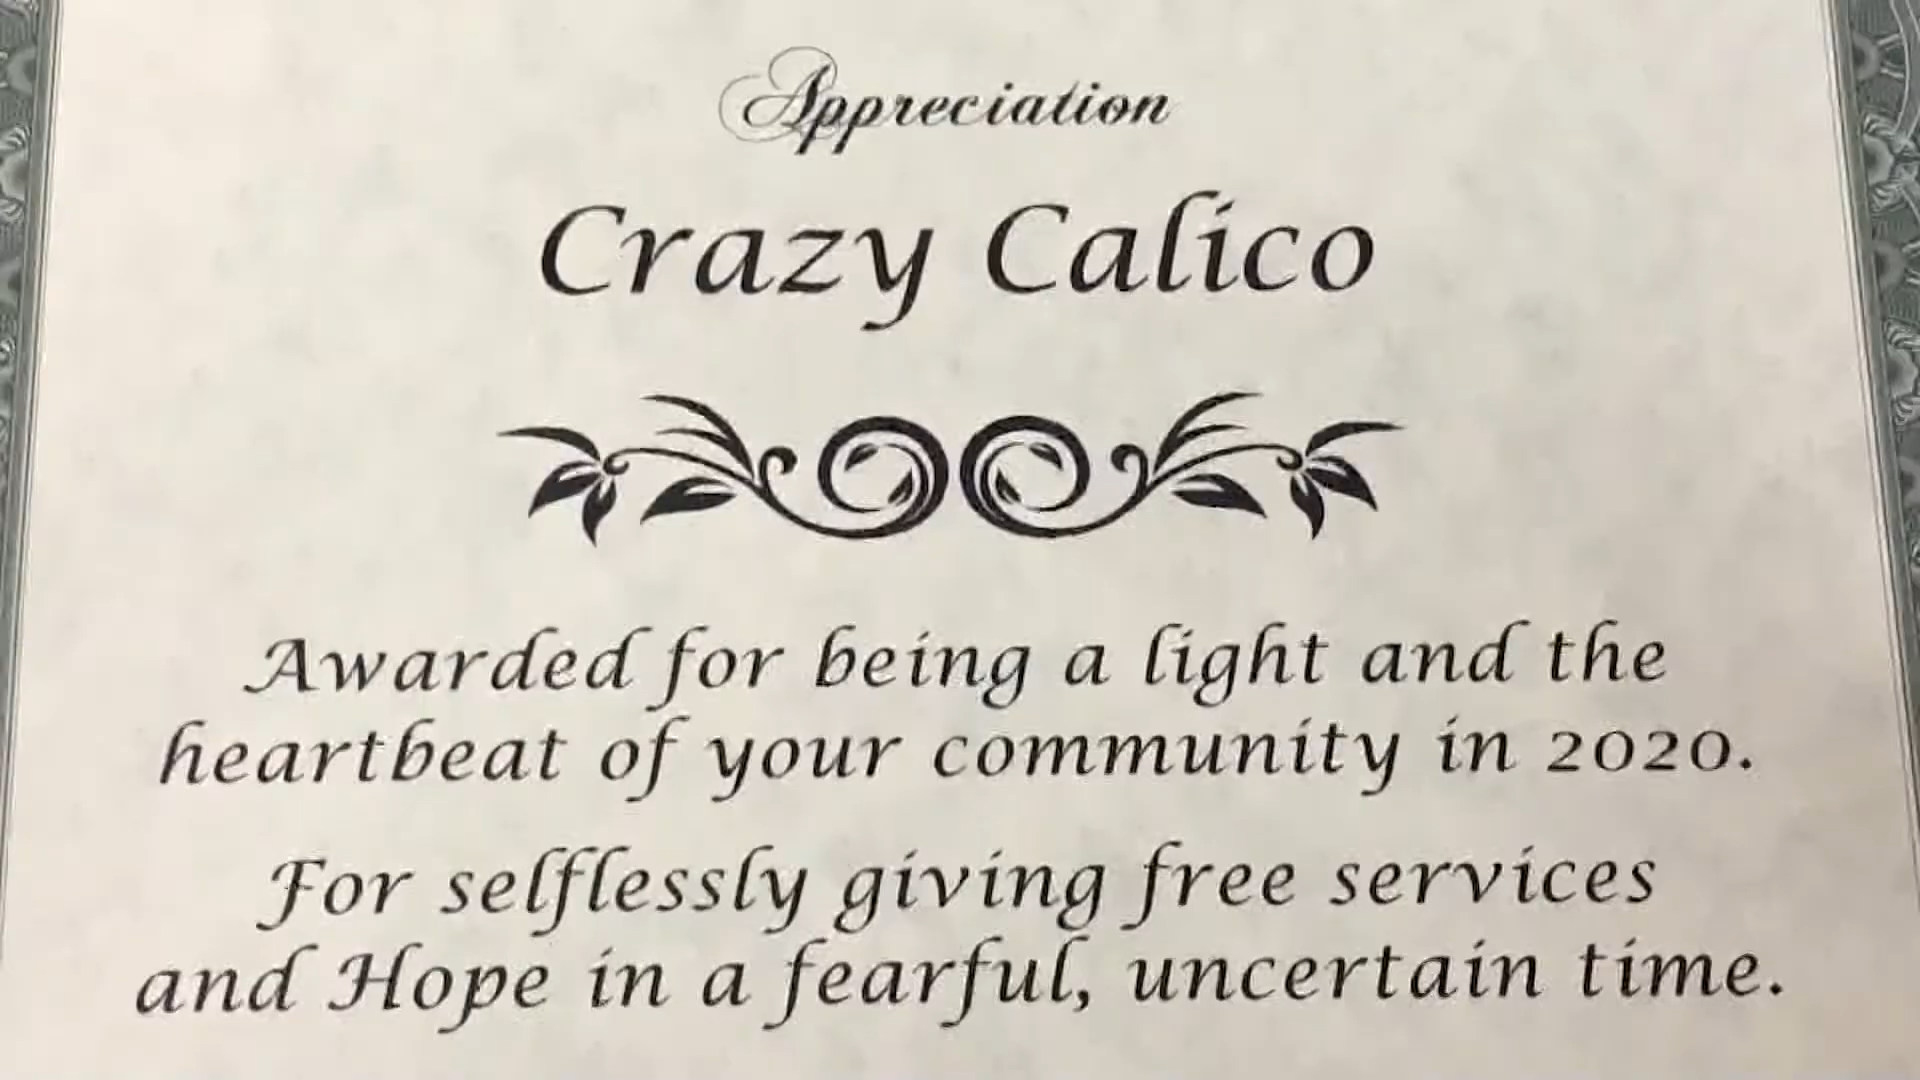 Appreciation
Crazy Calico
Awarded for being a light and the
heartbeat of your community in 2020.
For selflessly giving free services
and Hope in a fearful, uncertain time.